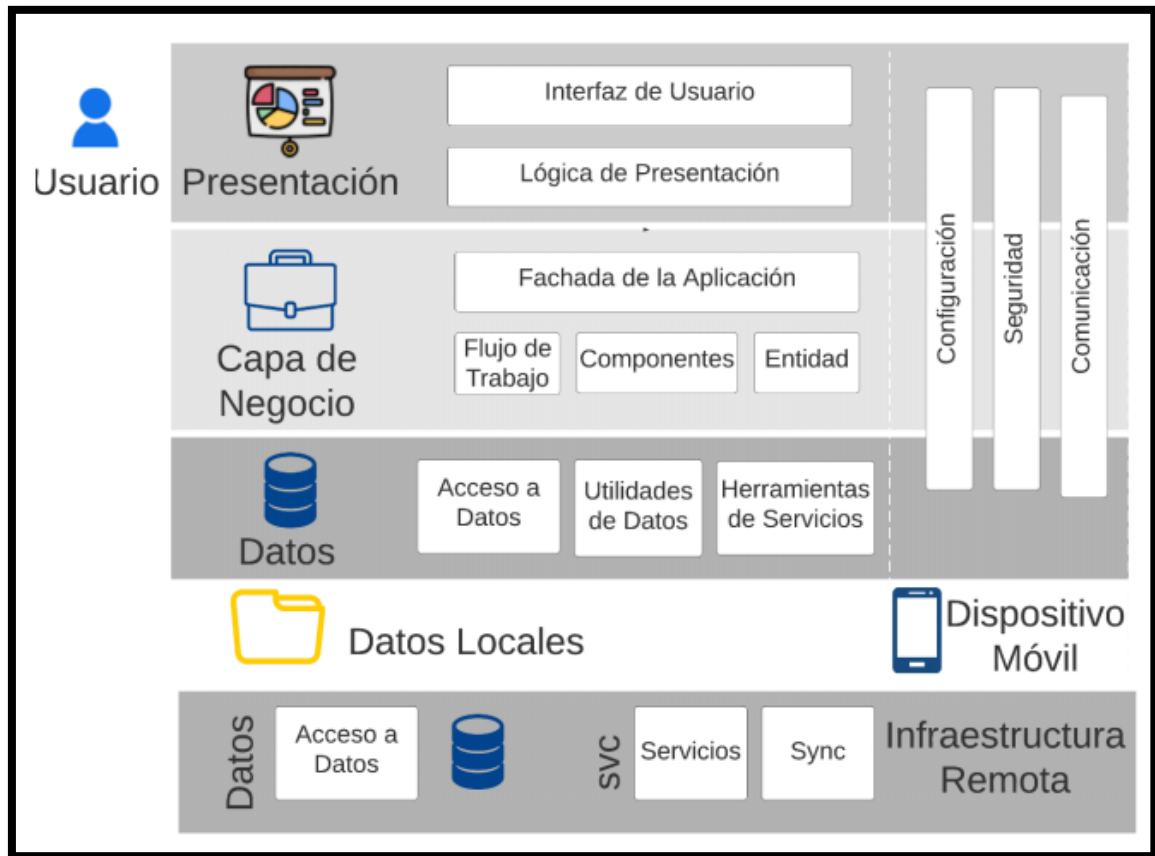 Usuario
Presentación
Interfaz de Usuario
Lógica de Presentación
Capa de
Negocio
Fachada de la Aplicación
Flujo de
Trabajo
Componentes
Entidad
Datos
Acceso a
Datos
Utilidades
de Datos
Herramientas
de Servicios
Configuración
Seguridad
Comunicación
Datos Locales
Dispositivo
Móvil
Datos
Acceso a
Datos
svc
Servicios
Sync
Infraestructura
Remota